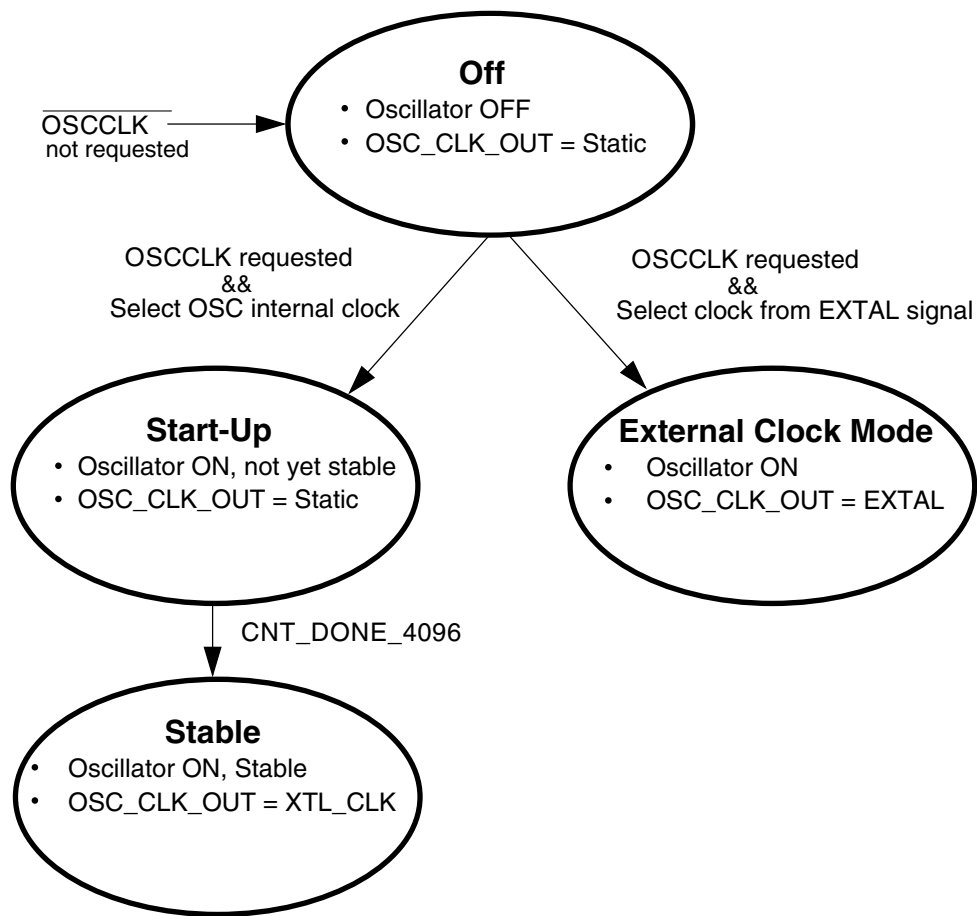 Off
• Oscillator OFF
• OSC_CLK_OUT = Static
OSCCLK
not requested
OSCCLK requested
&&
Select OSC internal clock
OSCCLK requested
&&
Select clock from EXTAL signal
Start-Up
• Oscillator ON, not yet stable
• OSC_CLK_OUT = Static
External Clock Mode
• Oscillator ON
• OSC_CLK_OUT = EXTAL
CNT_DONE_4096
Stable
• Oscillator ON, Stable
• OSC_CLK_OUT = XTL_CLK